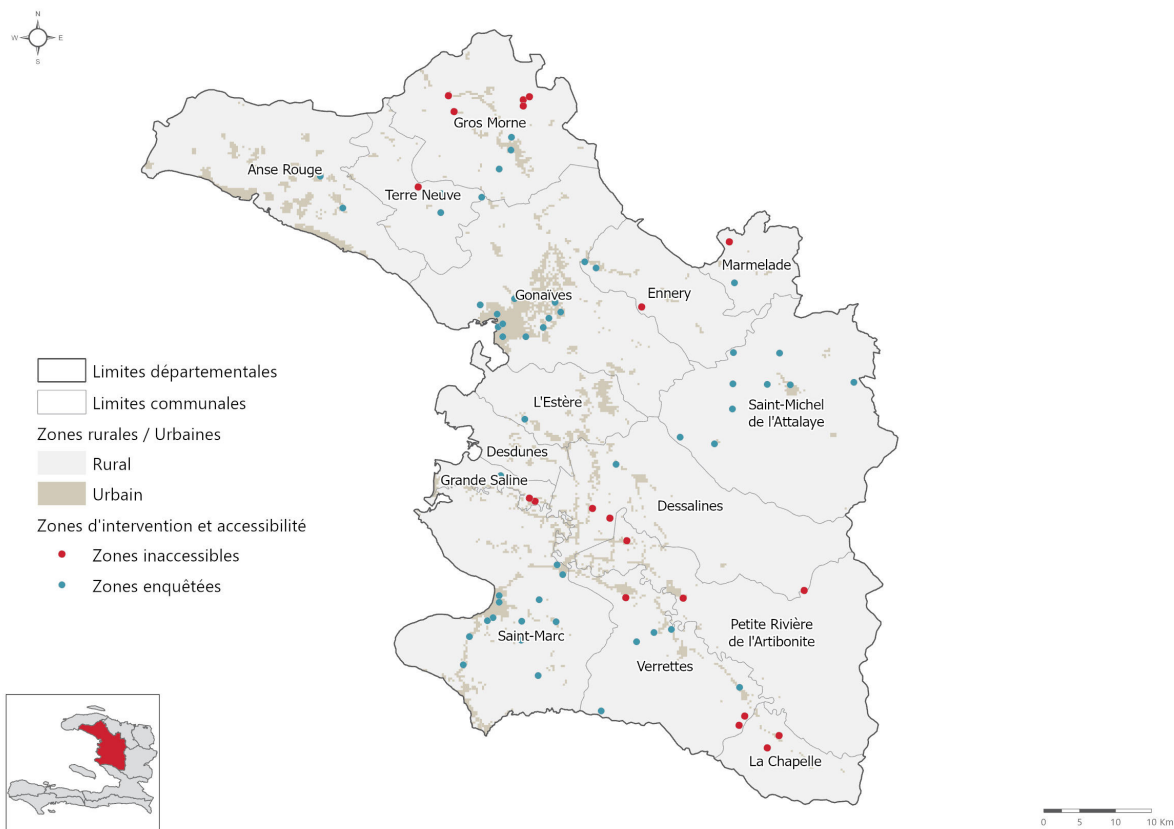 N
W E
S
Gros Morne
Anse Rouge
Terre Neuve
Marmelade
Gonaïves
Ennery
Limites départementales
Limites communales
Zones rurales / Urbaines
Rural
Urbain
Zones d'intervention et accessibilité
Zones inaccessibles
Zones enquêtées
L'Estère
Saint-Michel
de l'Attalaye
Desdunes
Grande Saline
Dessalines
Petite Rivière
de l'Artibonite
Saint-Marc
Verrettes
La Chapelle
0 5 10 10 Km